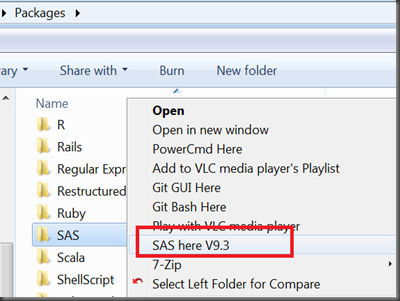 Packages
rary
Share with
Burn
New folder
Name
R
Rails
Regular Expr
Restructured
Ruby
SAS
Scala
ShellScript
Open
Open in new window
PowerCmd Here
Add to VLC media player's Playlist
Git GUI Here
Git Bash Here
Play with VLC media player
SAS here V9.3
7-Zip
Select Left Folder for Compare